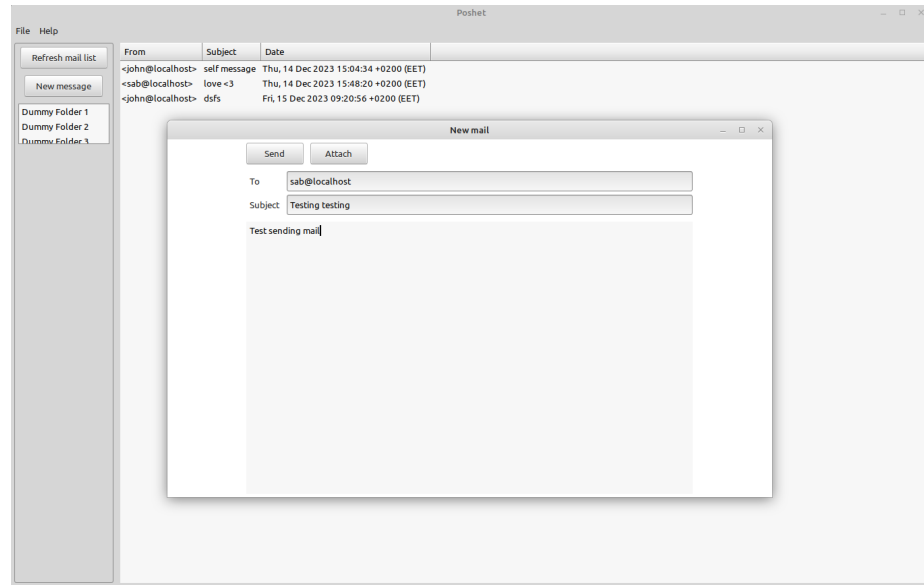 Poshet
File Help
Refresh mail list
New message
Dummy Folder 1
Dummy Folder 2
Dummy Folder 3
From Subject Date
<john@localhost> self message Thu, 14 Dec 2023 15:04:34 +0200 (EET)
<sab@localhost> love <3 Thu, 14 Dec 2023 15:48:20 +0200 (EET)
<john@localhost> dsfs Fri, 15 Dec 2023 09:20:56 +0200 (EET)
New mail
Send Attach
To sab@localhost
Subject Testing testing
Test sending mail